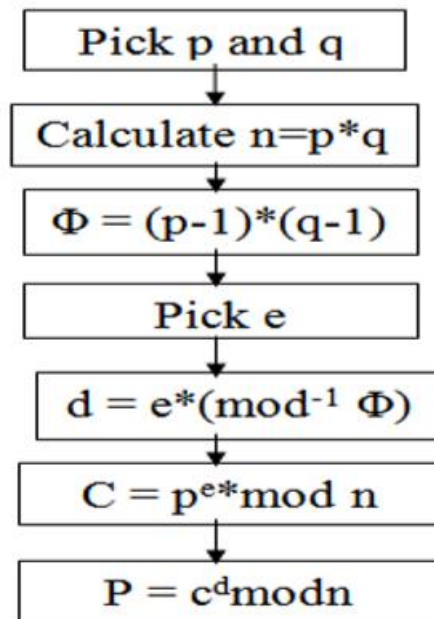 Pick p and q
Calculate n=p*q
Φ = (p-1)*(q-1)
Pick e
d = e*(mod⁻¹ Φ)
C = pᵉ*mod n
P = cᵈmodn